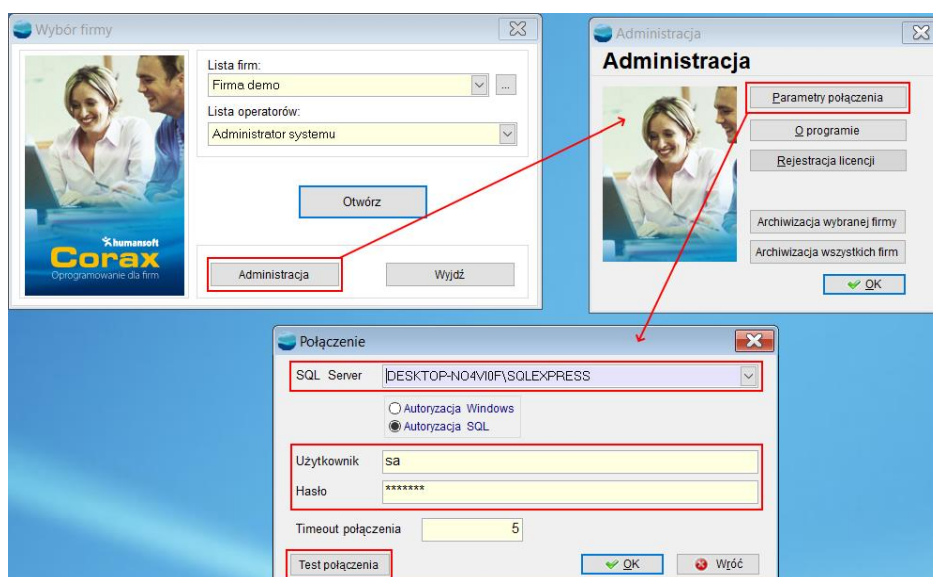 Wybór firmy
Lista firm:
Firma demo
...
Lista operatorów:
Administrator systemu
Otwórz
humansoft
Corax
Oprogramowanie dla firm
Administracja
Wyjdź
Administracja
Administracja
Parametry połączenia
O programie
Rejestracja licencji
Archiwizacja wybranej firmy
Archiwizacja wszystkich firm
OK
Połączenie
SQL Server
DESKTOP-NO4VI0F\SQLEXPRESS
Autoryzacja Windows
Autoryzacja SQL
Użytkownik
sa
Hasło
*******
Timeout połączenia
5
Test połączenia
OK
Wróć